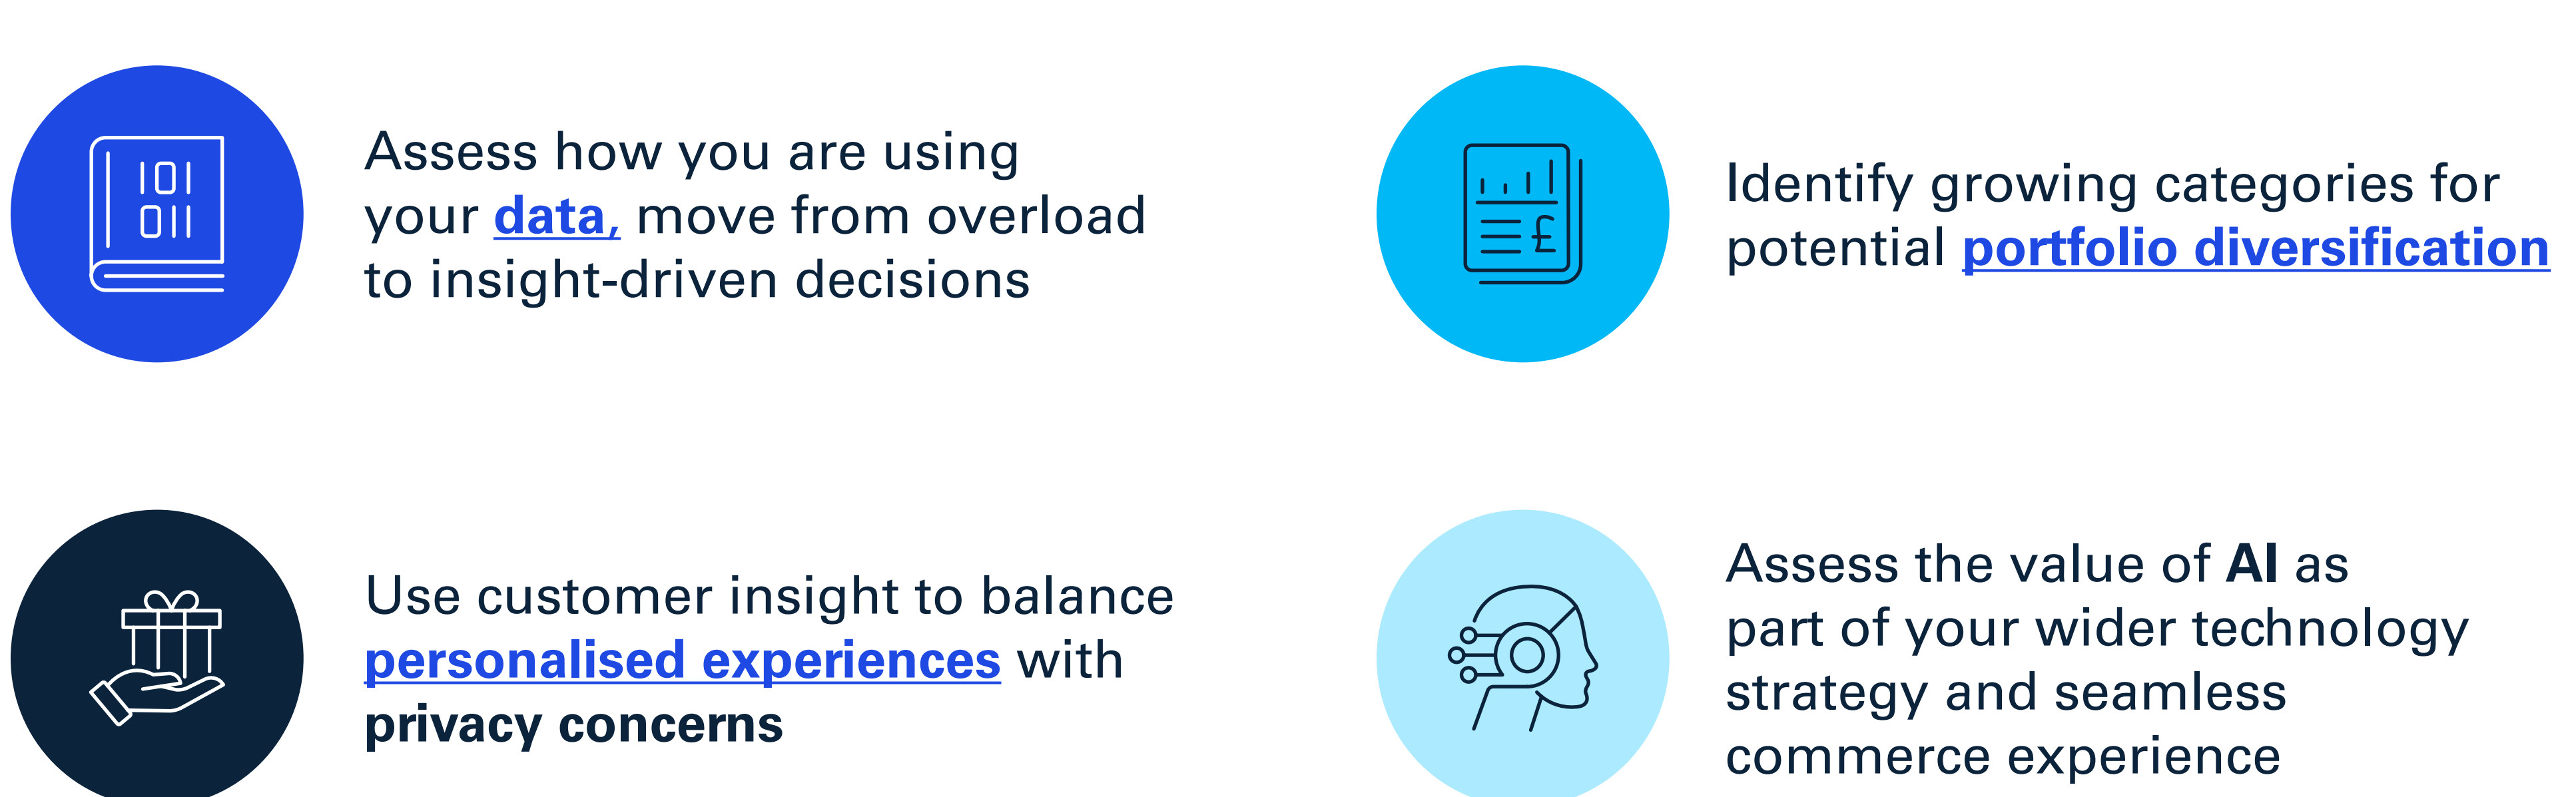 101
011
Assess how you are using
your data, move from overload
to insight-driven decisions
£
Identify growing categories for
potential portfolio diversification
Use customer insight to balance
personalised experiences with
privacy concerns
Assess the value of AI as
part of your wider technology
strategy and seamless
commerce experience